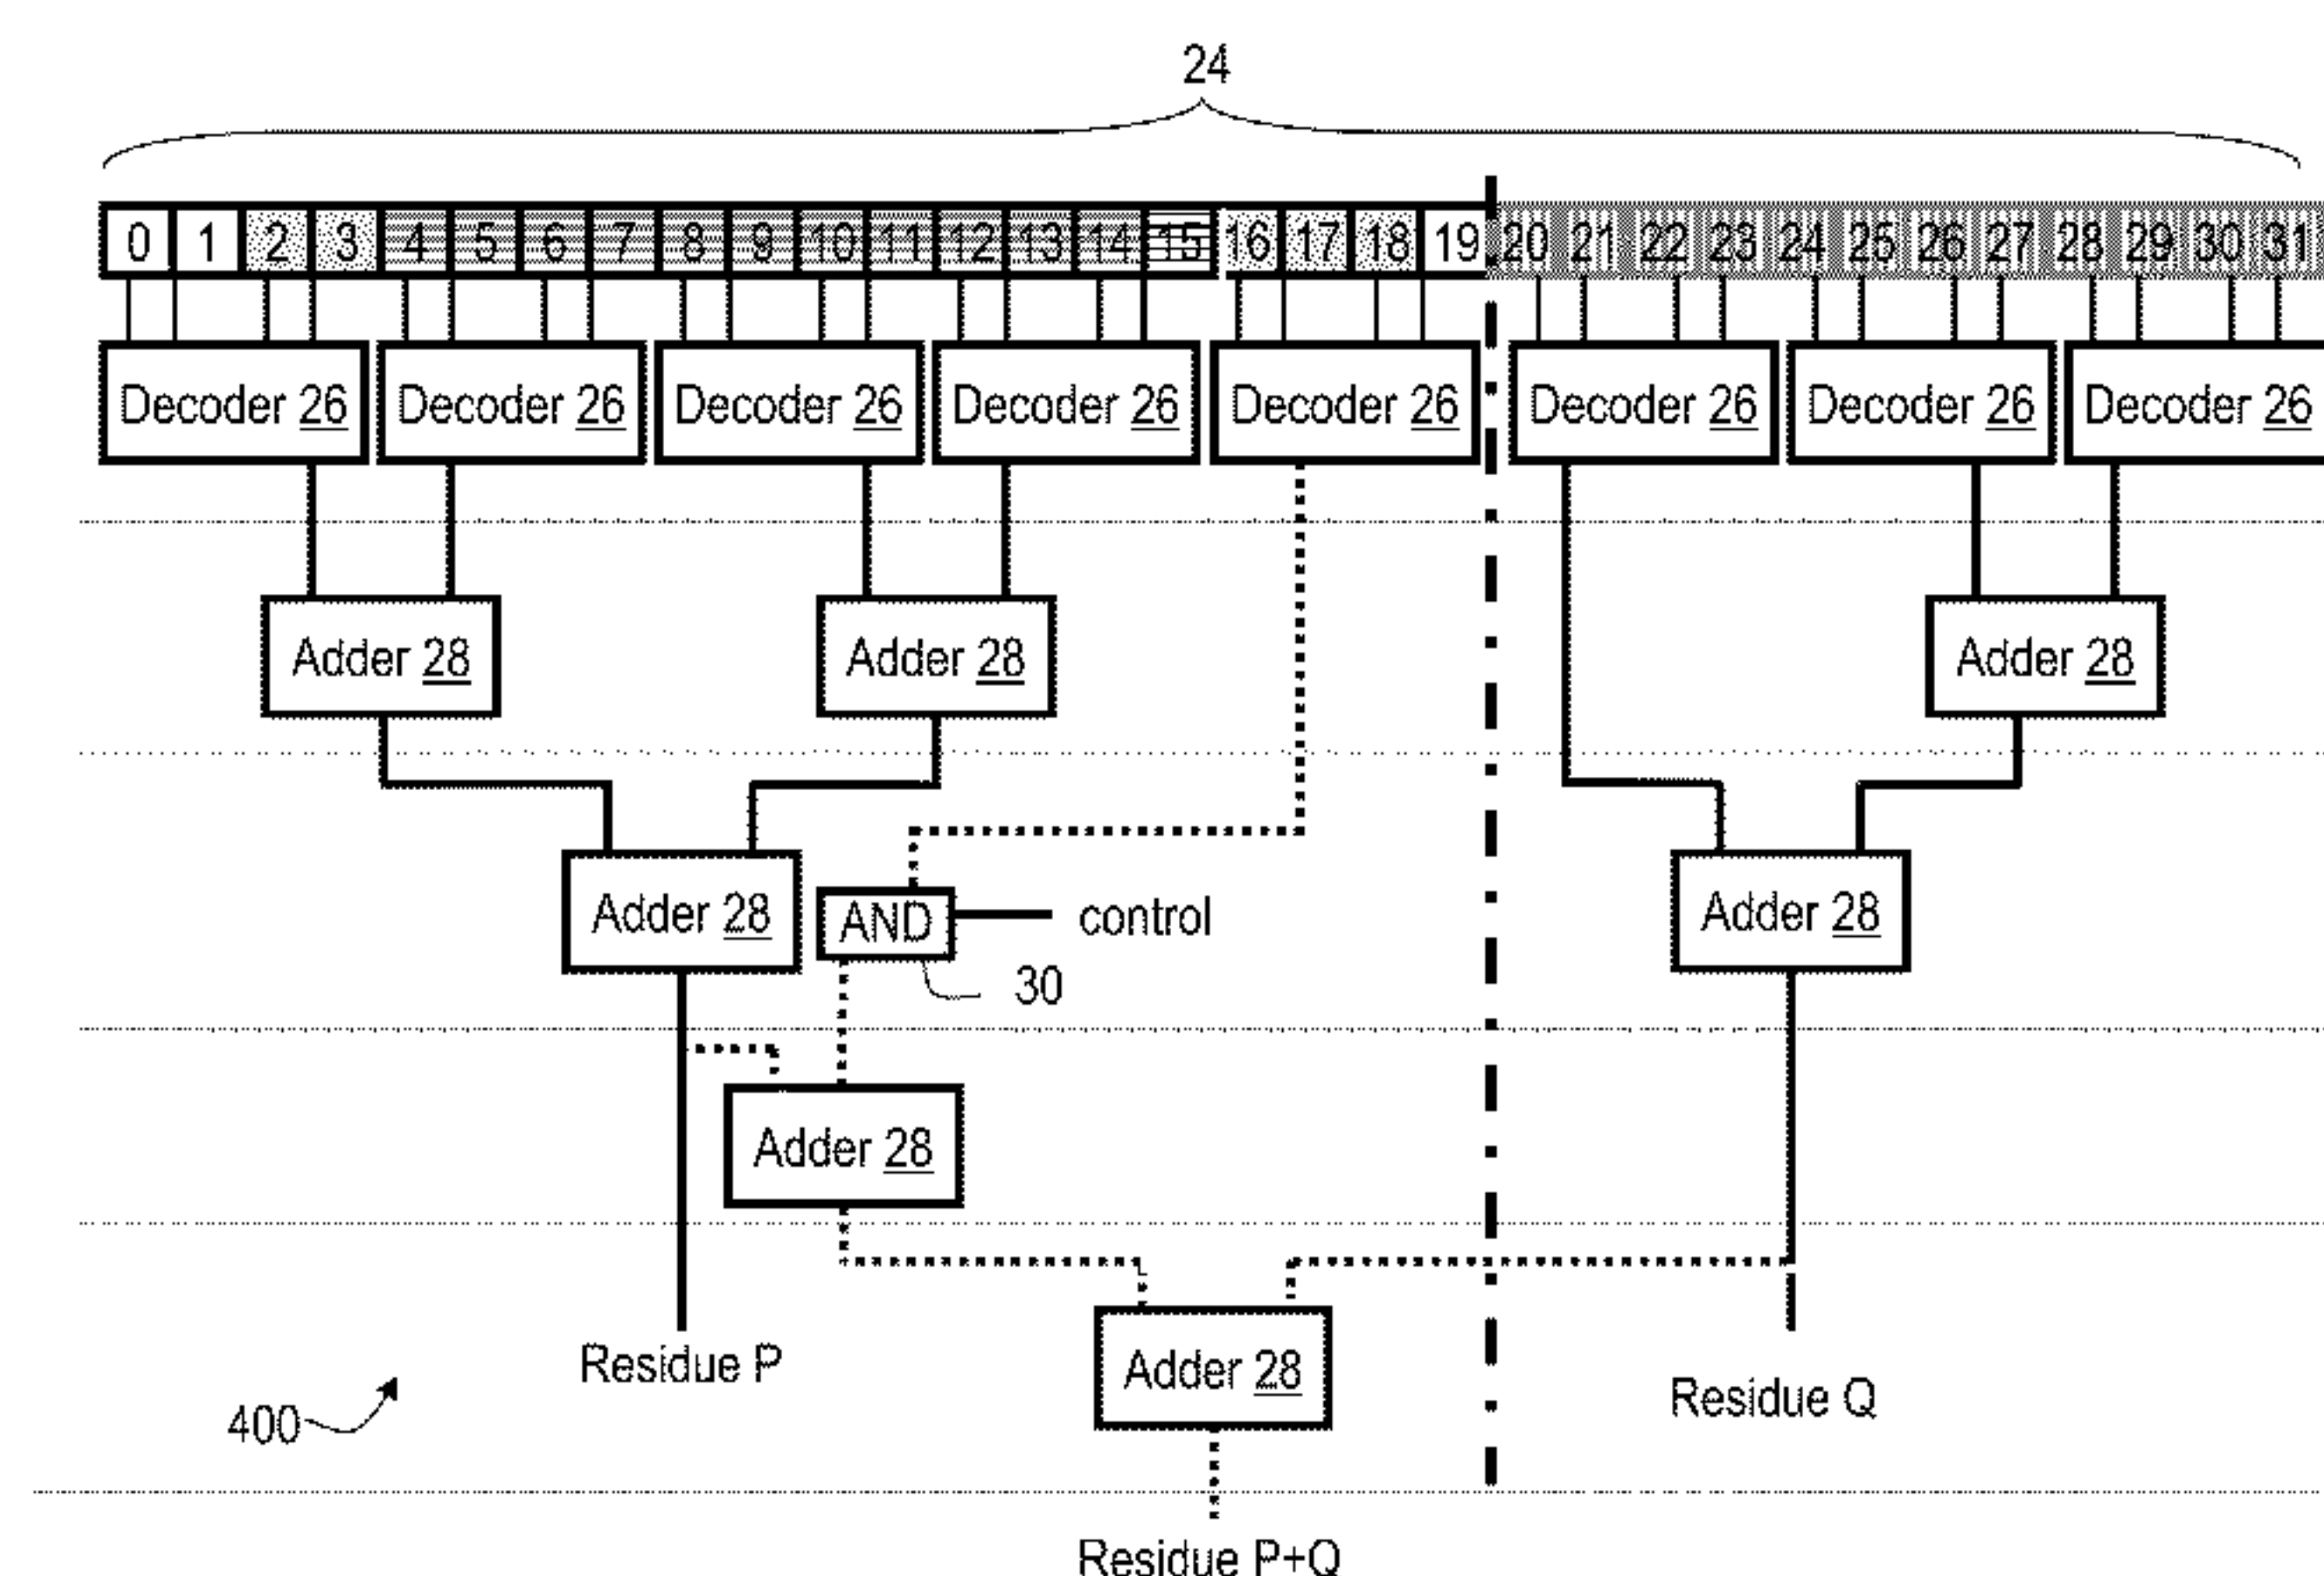 24
0 1 2 3 4 5 6 7 8 9 10 11 12 13 14 15 16 17 18 19 20 21 22 23 24 25 26 27 28 29 30 31
Decoder 26 Decoder 26 Decoder 26 Decoder 26 Decoder 26 Decoder 26 Decoder 26 Decoder 26
Adder 28 Adder 28 Adder 28
Adder 28 AND control Adder 28
30
Adder 28
Residue P Adder 28 Residue Q
400
Residue P+Q